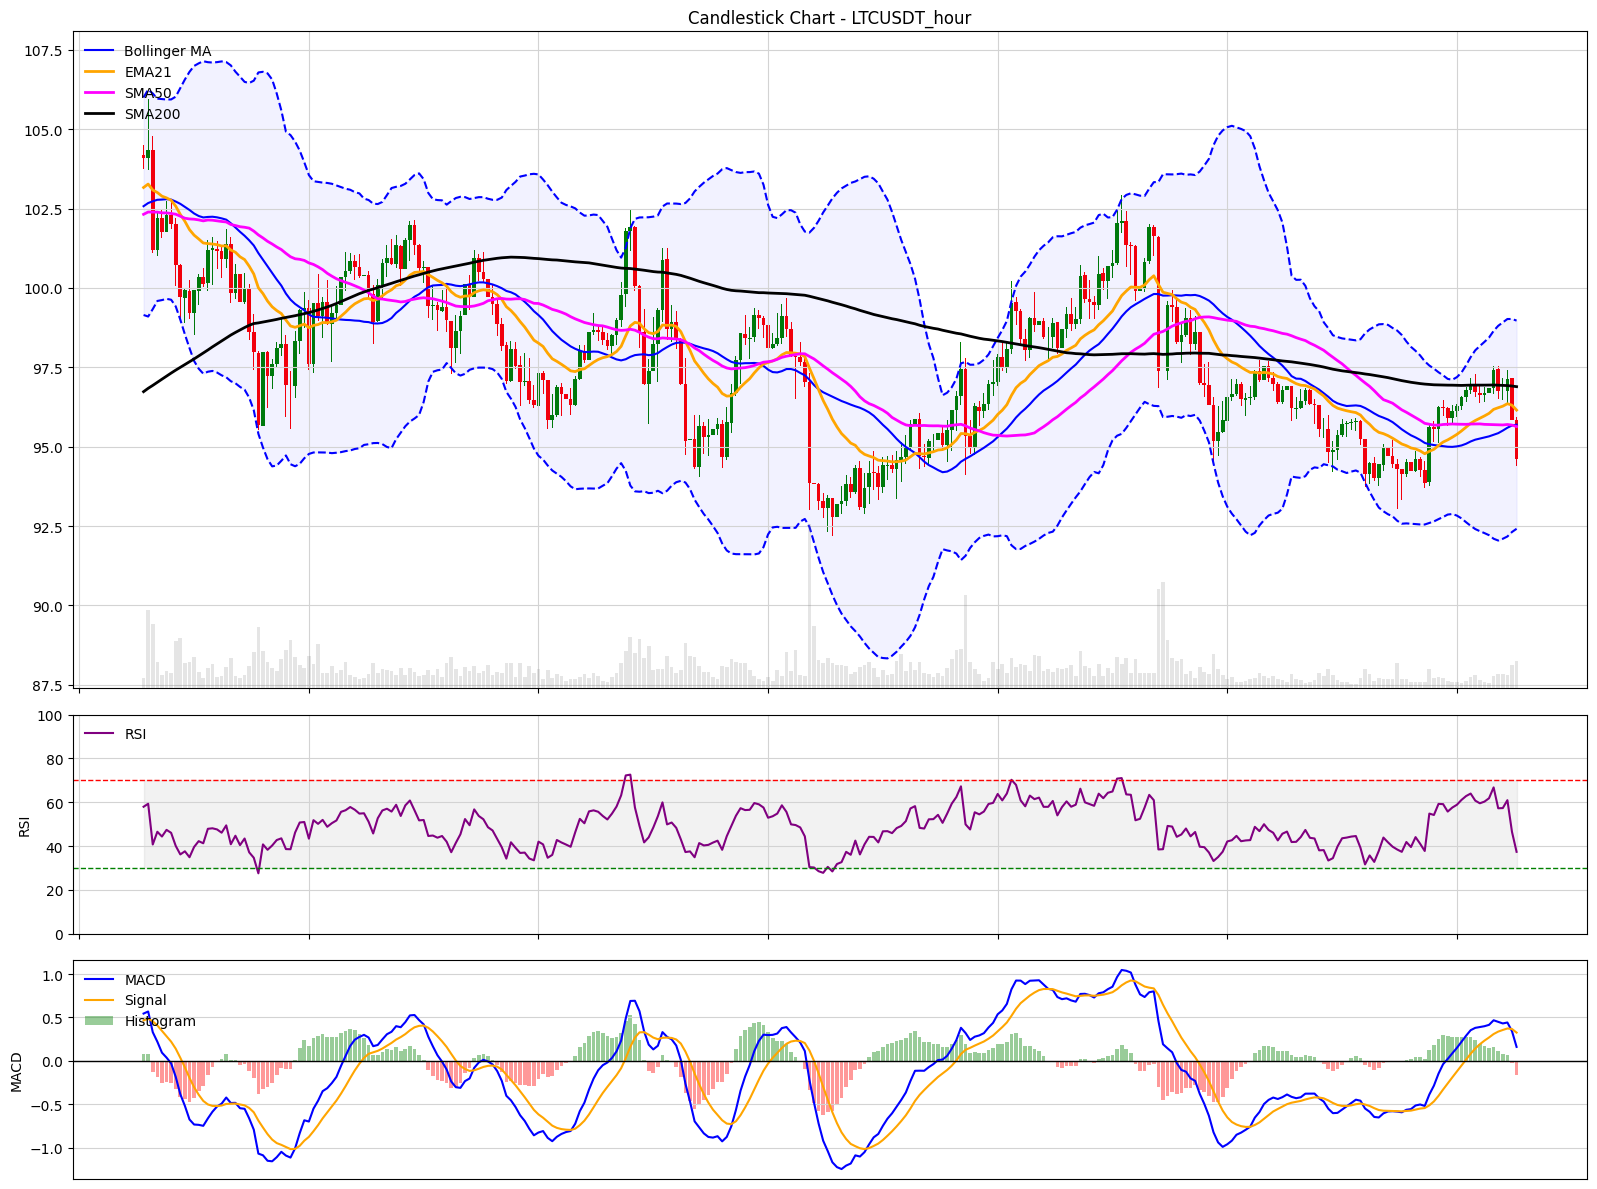 Candlestick Chart - LTCUSDT_hour
107.5
105.0
102.5
100.0
97.5
95.0
92.5
90.0
87.5
Bollinger MA
EMA21
SMA50
SMA200
100
80
60
40
20
0
RSI
RSI
1.0
0.5
0.0
−0.5
−1.0
MACD
MACD
Signal
Histogram